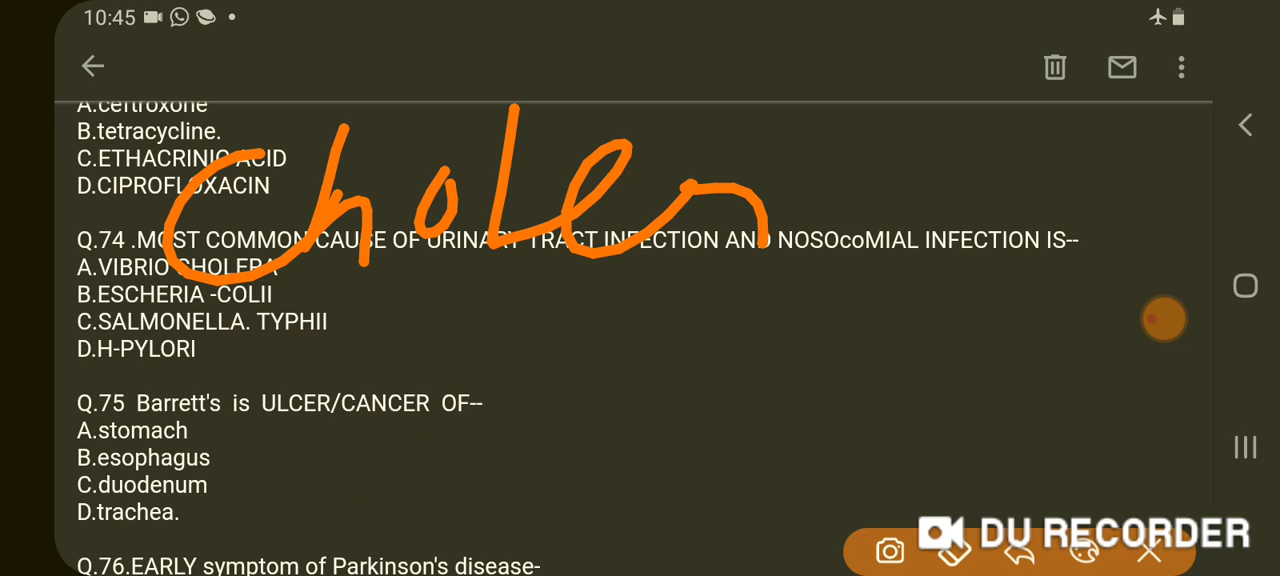 10:45
A.ceftroxone
B.tetracycline.
C.ETHACRINIC ACID
D.CIPROFLOXACIN
Choler
Q.74 .MOST COMMON CAUSE OF URINARY TRACT INFECTION AND NOSOcoMIAL INFECTION IS--
A.VIBRIO CHOLERA
B.ESCHERIA -COLII
C.SALMONELLA. TYPHII
D.H-PYLORI
Q.75 Barrett's is ULCER/CANCER OF--
A.stomach
B.esophagus
C.duodenum
D.trachea.
DU RECORDER
Q.76.EARLY symptom of Parkinson's disease-